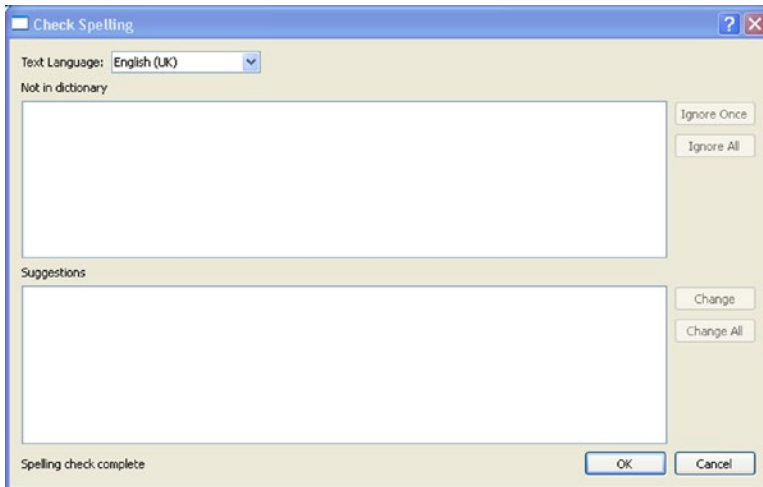 Check Spelling
Text Language: English (UK)
Not in dictionary
Ignore Once
Ignore All
Suggestions
Change
Change All
Spelling check complete
OK
Cancel